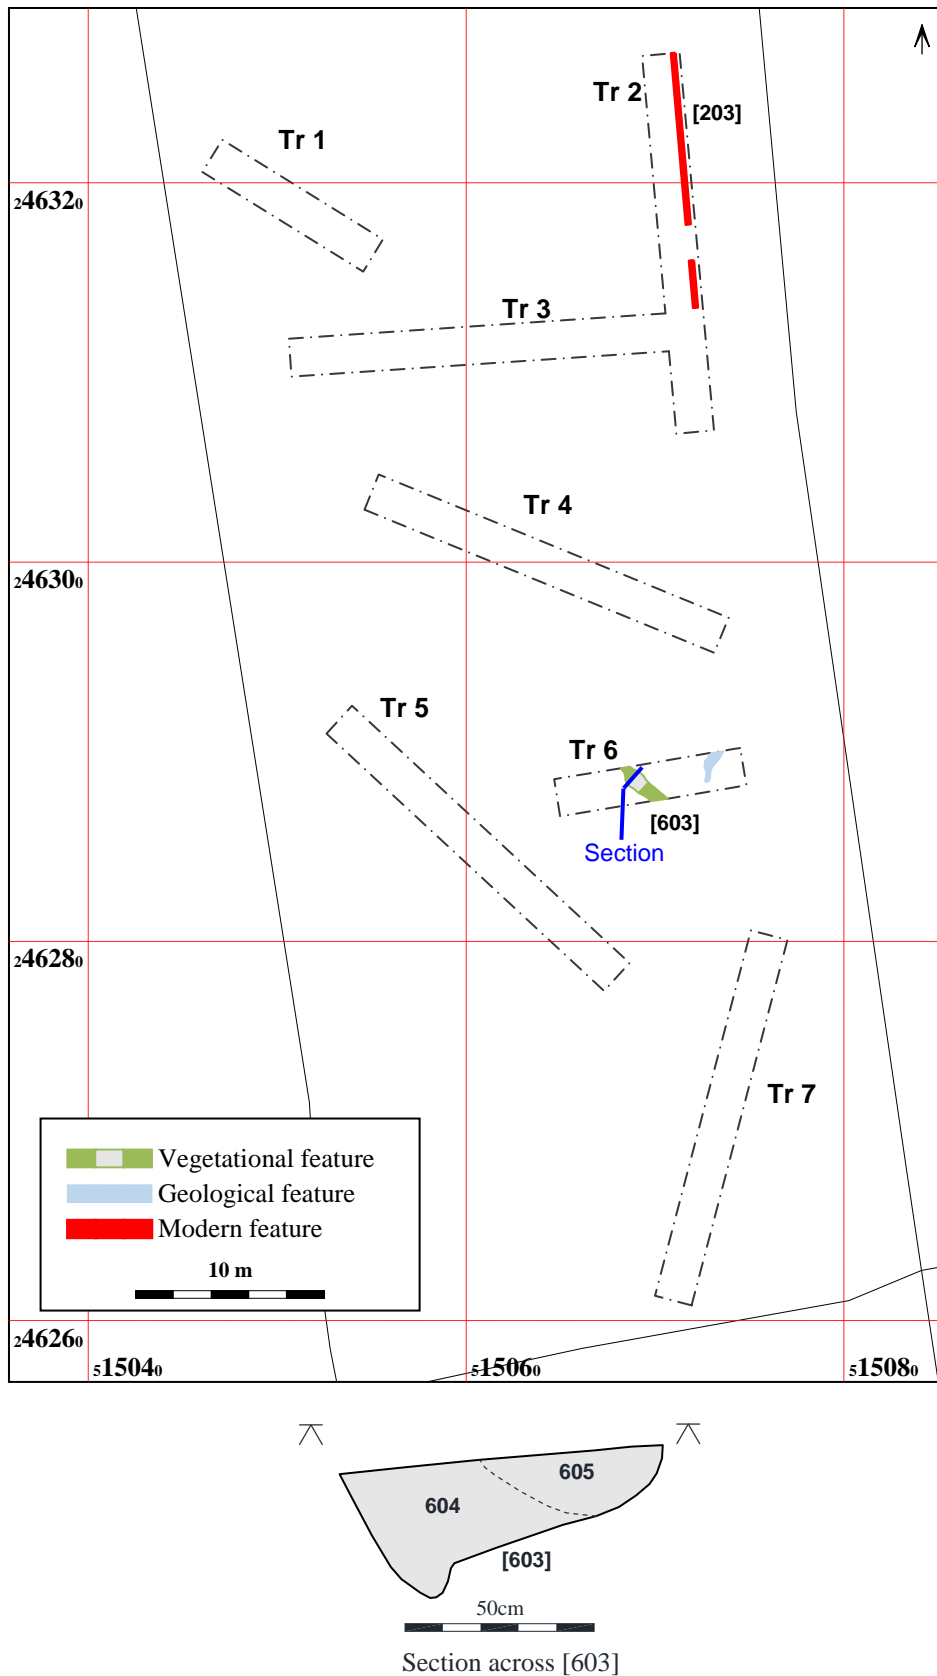 Tr 2
[203]
Tr 1
246320
Tr 3
246300
Tr 4
Tr 5
Tr 6
[603]
Section
246280
Tr 7
Vegetational feature
Geological feature
Modern feature
10 m
246260
515040
515060
515080
605
604
[603]
50cm
Section across [603]